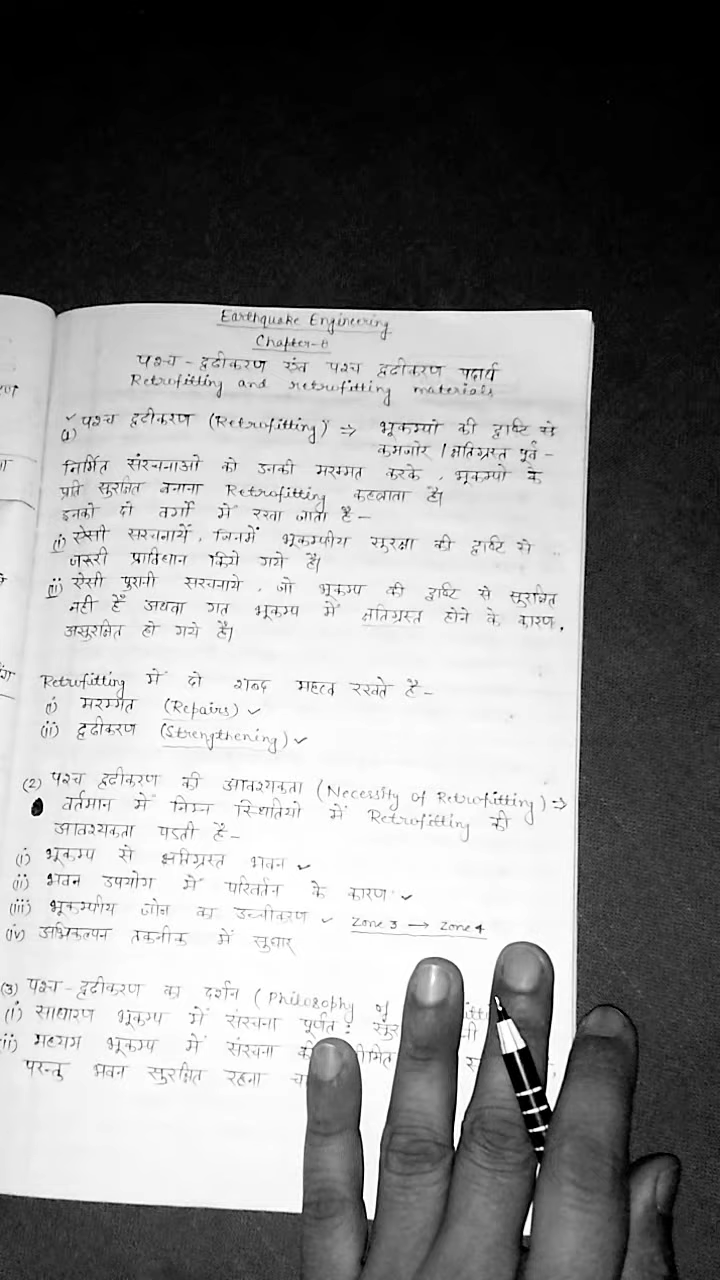 Earthquake Engineering
Chapter-8
पश्च - दृढीकरण एंव पश्च दृढीकरण पदार्थ
Retrofitting and retrofitting materials
✓ पश्च दृढीकरण (Retrofitting) ⇒ भूकम्पों की दृष्टि से
(1) कमजोर / क्षतिग्रस्त पूर्व -
निर्मित संरचनाओं को उनकी मरम्मत करके, भूकम्पो के
प्रति सुरक्षित बनाना Retrofitting कहलाता है।
इनको दो वर्गों में रखा जाता है -
(i) ऐसी सरचनायें, जिनमें भूकम्पीय सुरक्षा की दृष्टि से
जरूरी प्राविधान किये गये है।
(ii) ऐसी पुरानी सरचनाये, जो भूकम्प की दृष्टि से सुरक्षित
नही हैं अथवा गत भूकम्प में क्षतिग्रस्त होने के कारण,
असुरक्षित हो गये है।
Retrofitting में दो शब्द महत्व रखते है -
(i) मरम्मत (Repairs) ✓
(ii) दृढीकरण (Strengthening) ✓
(2) पश्च दृढीकरण की आवश्यकता (Necessity of Retrofitting) ⇒
वर्तमान में निम्न स्थितियो में Retrofitting की
आवश्यकता पडती है -
(i) भूकम्प से क्षतिग्रस्त भवन ✓
(ii) भवन उपयोग में परिवर्तन के कारण ✓
(iii) भूकम्पीय जोन का उच्चीकरण ✓ Zone 3 → Zone 4
(iv) अभिकल्पन तकनीक में सुधार
(3) पश्च - दृढीकरण का दर्शन (Philosophy of
(i) साधारण भूकम्प में संरचना पूर्णत:
(ii) मध्यम भूकम्प में संरचना
परन्तु भवन सुरक्षित रहना